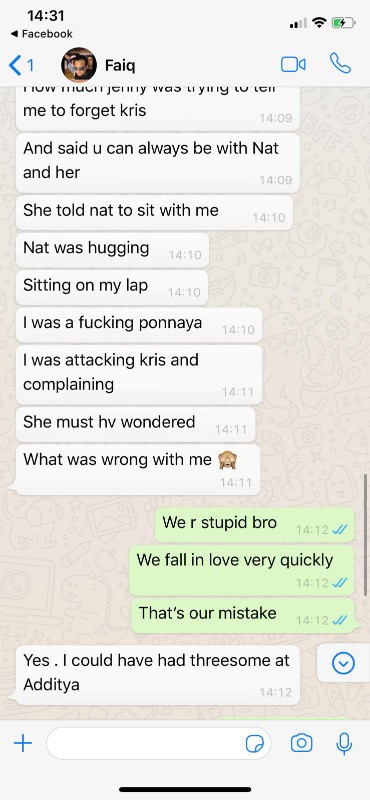 14:31
Facebook
1
Faiq
How much jenny was trying to tell
me to forget kris
14:09
And said u can always be with Nat
and her
14:09
She told nat to sit with me
14:10
Nat was hugging
14:10
Sitting on my lap
14:10
I was a fucking ponnaya
14:10
I was attacking kris and
complaining
14:11
She must hv wondered
14:11
What was wrong with me 🙈
14:11
We r stupid bro
14:12
We fall in love very quickly
14:12
That's our mistake
14:12
Yes . I could have had threesome at
Additya
14:12